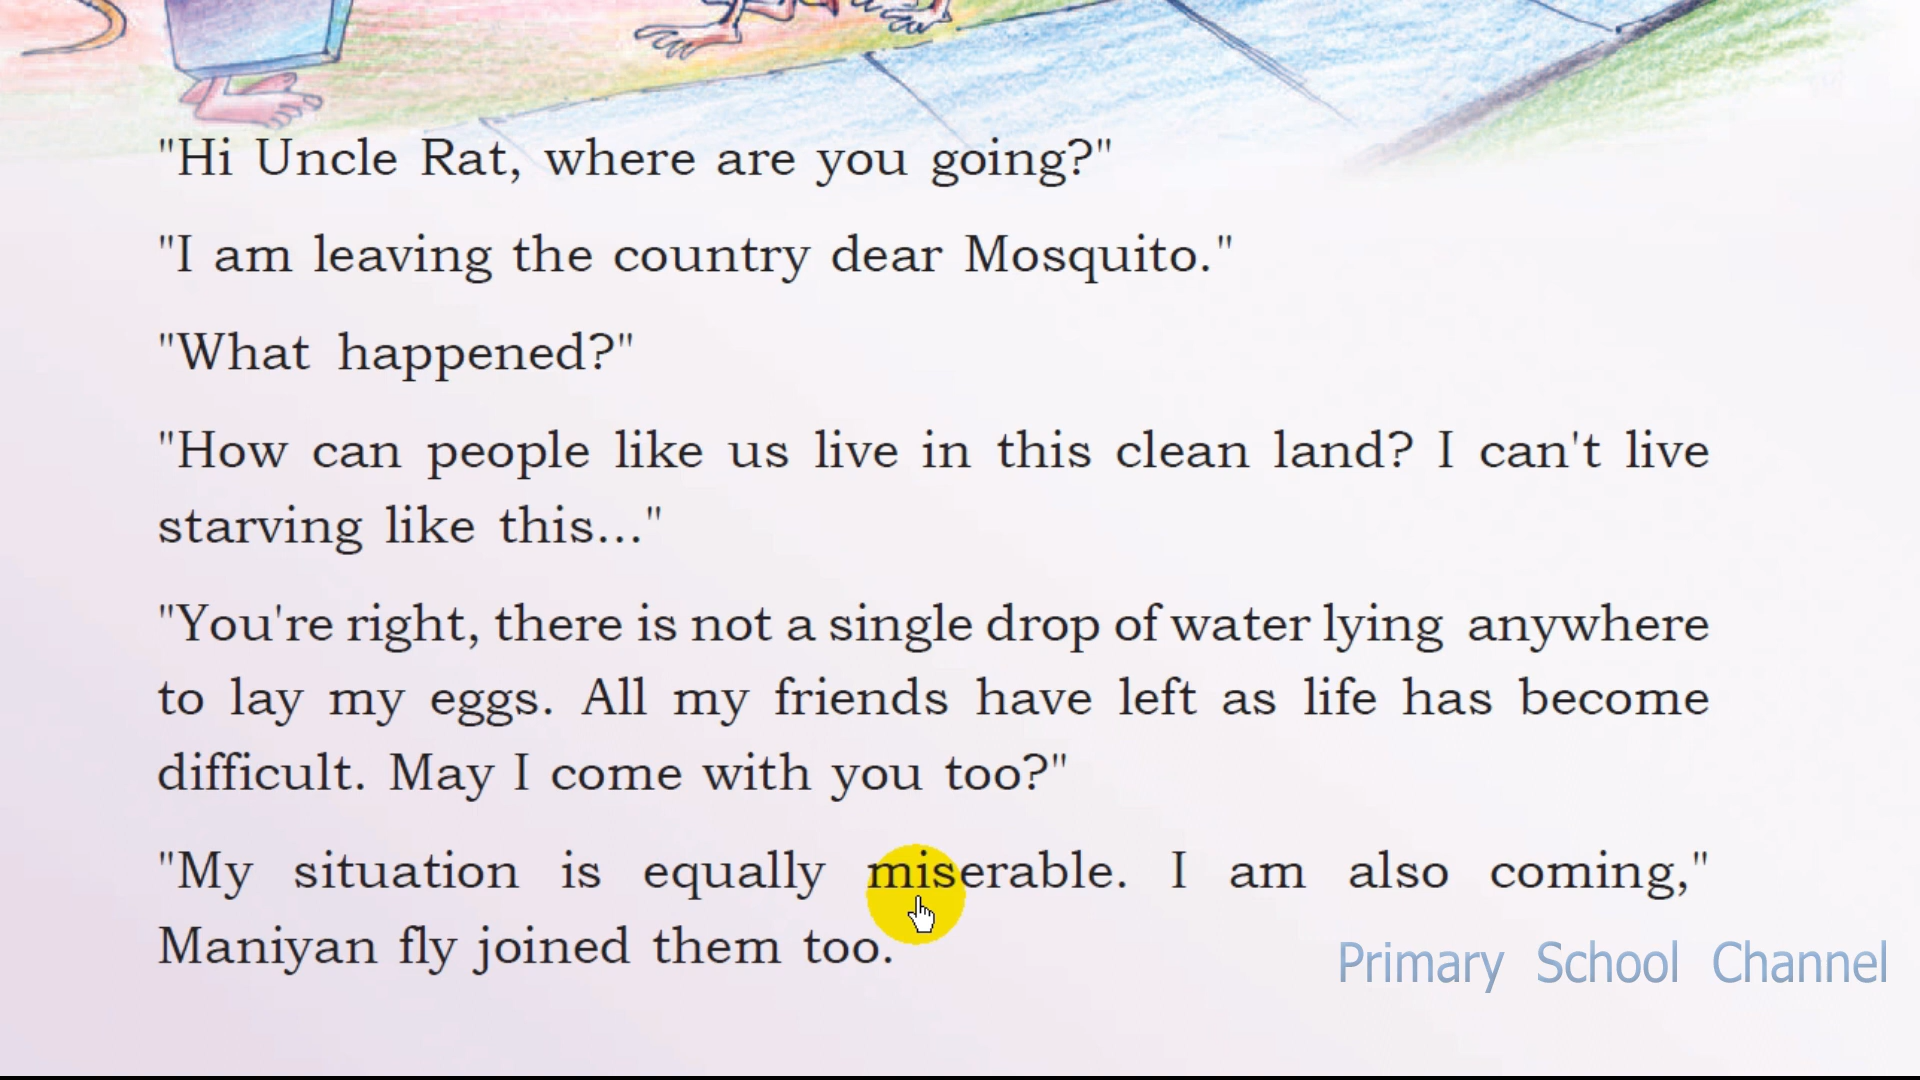 "Hi Uncle Rat, where are you going?"
"I am leaving the country dear Mosquito."
"What happened?"
"How can people like us live in this clean land? I can't live
starving like this..."
"You're right, there is not a single drop of water lying anywhere
to lay my eggs. All my friends have left as life has become
difficult. May I come with you too?"
"My situation is equally miserable. I am also coming,"
Maniyan fly joined them too.
Primary School Channel